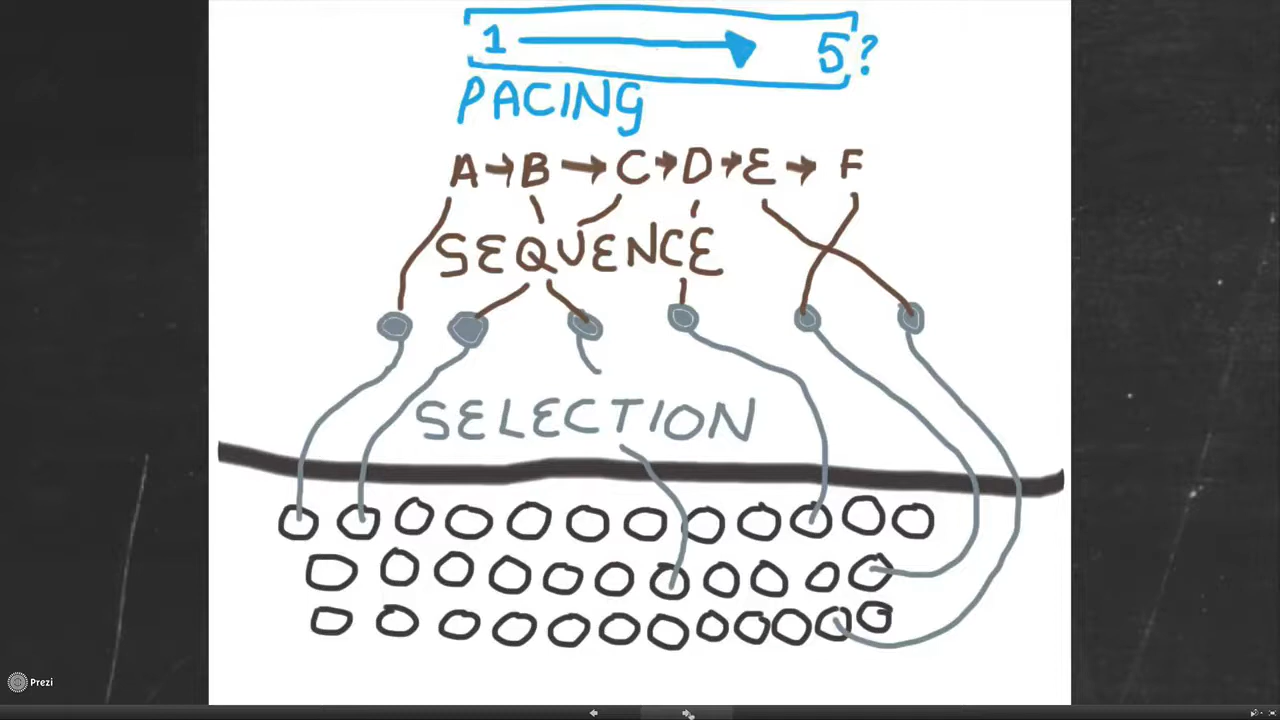 1 → 5?
PACING
A → B → C → D → E → F
SEQUENCE
SELECTION
Prezi